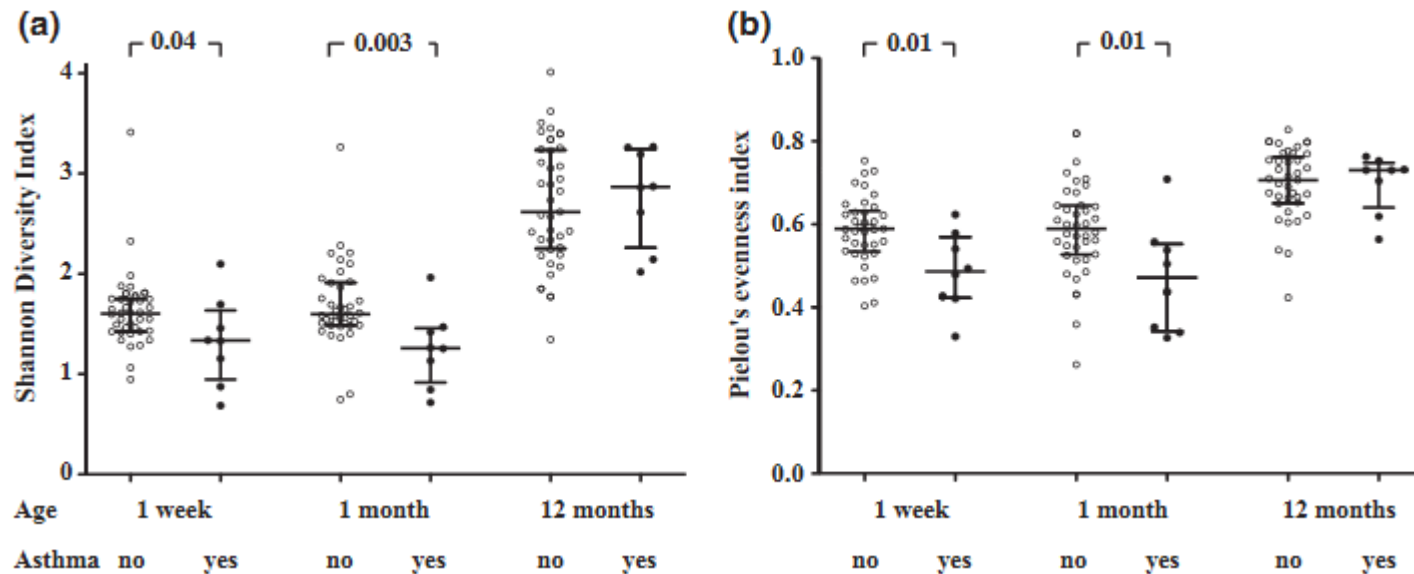 (a)
0.04
0.003
Shannon Diversity Index
4
3
2
1
0
Age 1 week 1 month 12 months
Asthma no yes no yes no yes
(b)
0.01
0.01
Pielou's evenness index
1.0
0.8
0.6
0.4
0.2
0.0
1 week 1 month 12 months
no yes no yes no yes